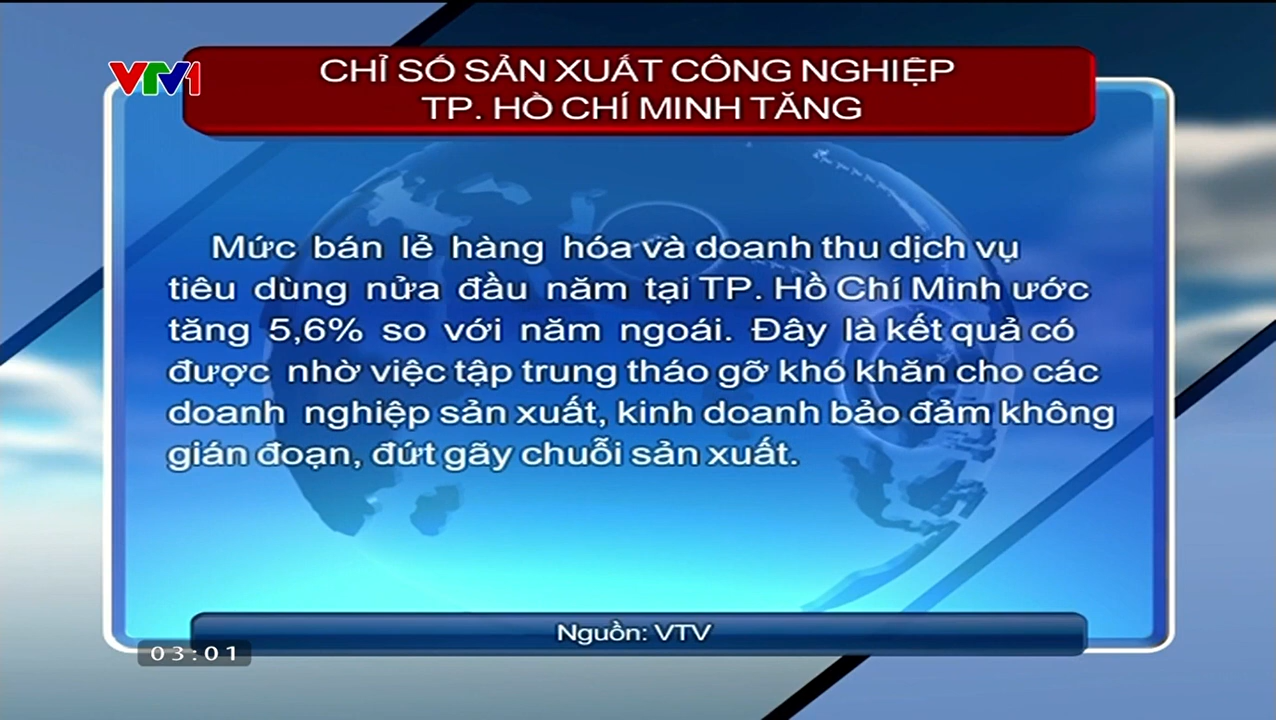 VTV1
CHỈ SỐ SẢN XUẤT CÔNG NGHIỆP
TP. HỒ CHÍ MINH TĂNG
Mức bán lẻ hàng hóa và doanh thu dịch vụ
tiêu dùng nửa đầu năm tại TP. Hồ Chí Minh ước
tăng 5,6% so với năm ngoái. Đây là kết quả có
được nhờ việc tập trung tháo gỡ khó khăn cho các
doanh nghiệp sản xuất, kinh doanh bảo đảm không
gián đoạn, đứt gãy chuỗi sản xuất.
Nguồn: VTV
03:01